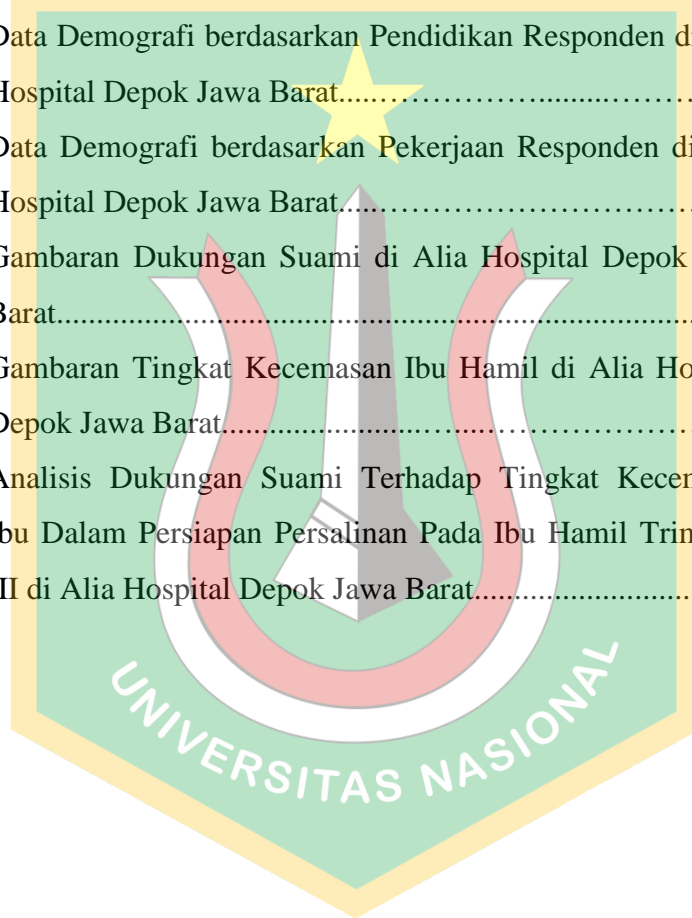 Data Demografi berdasarkan Pendidikan Responden di
Hospital Depok Jawa Barat....……………….........……
Data Demografi berdasarkan Pekerjaan Responden di
Hospital Depok Jawa Barat....……………………………
Gambaran Dukungan Suami di Alia Hospital Depok
Barat..........................................................................................
Gambaran Tingkat Kecemasan Ibu Hamil di Alia Ho
Depok Jawa Barat..........................…....…………………
Analisis Dukungan Suami Terhadap Tingkat Kecem
Ibu Dalam Persiapan Persalinan Pada Ibu Hamil Trim
III di Alia Hospital Depok Jawa Barat...............................
UNIVERSITAS NASIONAL